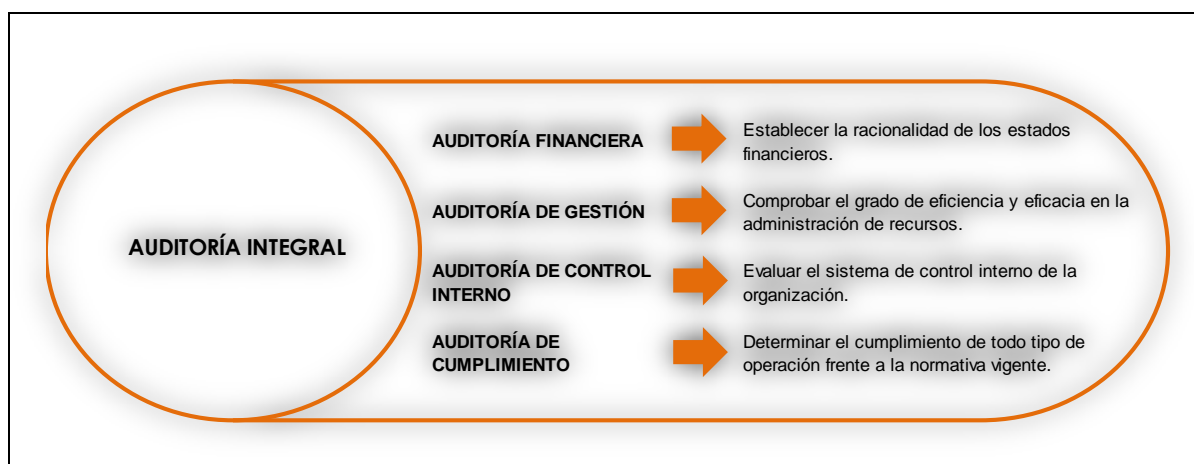 AUDITORÍA INTEGRAL
AUDITORÍA FINANCIERA
Establecer la racionalidad de los estados
financieros.
AUDITORÍA DE GESTIÓN
Comprobar el grado de eficiencia y eficacia en la
administración de recursos.
AUDITORÍA DE CONTROL
INTERNO
Evaluar el sistema de control interno de la
organización.
AUDITORÍA DE
CUMPLIMIENTO
Determinar el cumplimiento de todo tipo de
operación frente a la normativa vigente.